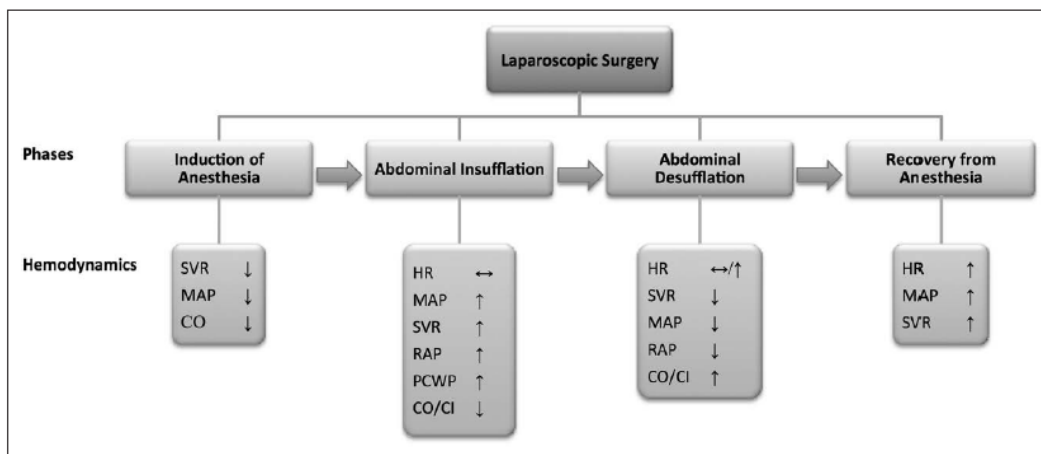 Laparoscopic Surgery
Phases
Induction of
Anesthesia
Abdominal Insufflation
Abdominal
Desufflation
Recovery from
Anesthesia
Hemodynamics
SVR ↓
MAP ↓
CO ↓
HR ↔
MAP ↑
SVR ↑
RAP ↑
PCWP ↑
CO/CI ↓
HR ↔/↑
SVR ↓
MAP ↓
RAP ↓
CO/CI ↑
HR ↑
MAP ↑
SVR ↑